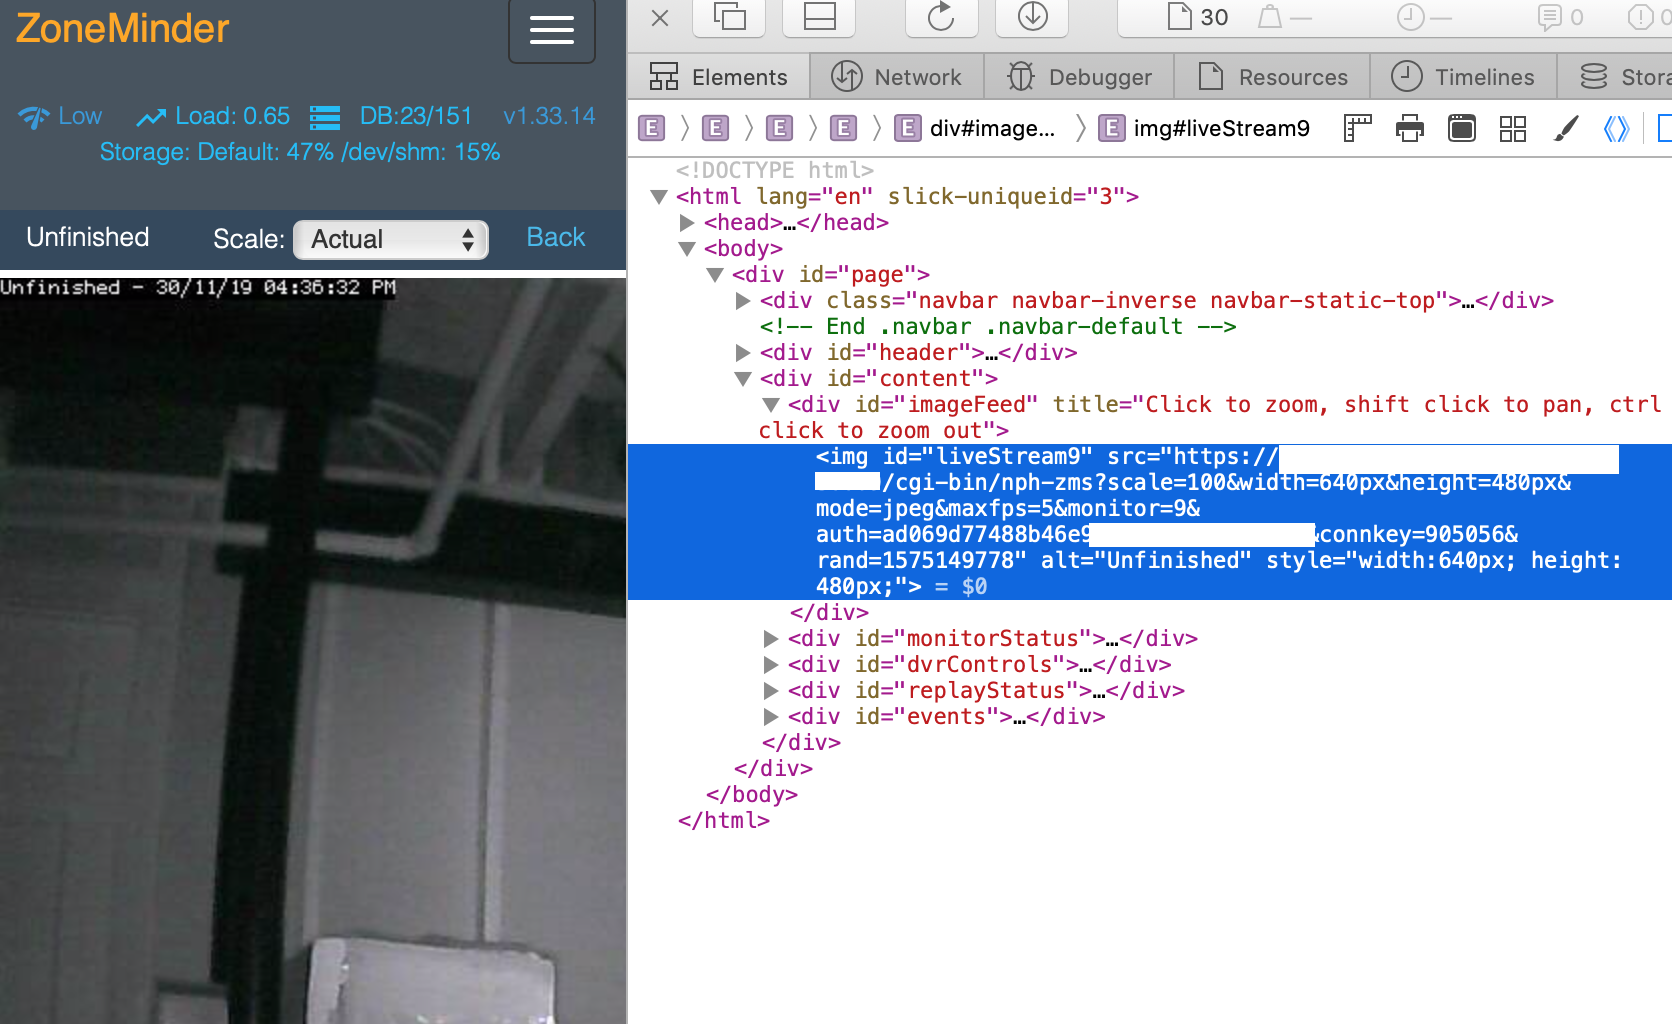 ZoneMinder
Low Load: 0.65 DB:23/151 v1.33.14
Storage: Default: 47% /dev/shm: 15%
Unfinished Scale: Actual Back
Unfinished - 30/11/19 04:36:32 PM
30 — — 0
Elements Network Debugger Resources Timelines
E E E E E div#image... E img#liveStream9
<!DOCTYPE html>
<html lang="en" slick-uniqueid="3">
<head>…</head>
<body>
<div id="page">
<div class="navbar navbar-inverse navbar-static-top">…</div>
<!-- End .navbar .navbar-default -->
<div id="header">…</div>
<div id="content">
<div id="imageFeed" title="Click to zoom, shift click to pan, ctrl
click to zoom out">
<img id="liveStream9" src="https://
/cgi-bin/nph-zms?scale=100&width=640px&height=480px&
mode=jpeg&maxfps=5&monitor=9&
auth=ad069d77488b46e9 &connkey=905056&
rand=1575149778" alt="Unfinished" style="width:640px; height:
480px;"> = $0
</div>
<div id="monitorStatus">…</div>
<div id="dvrControls">…</div>
<div id="replayStatus">…</div>
<div id="events">…</div>
</div>
</div>
</body>
</html>